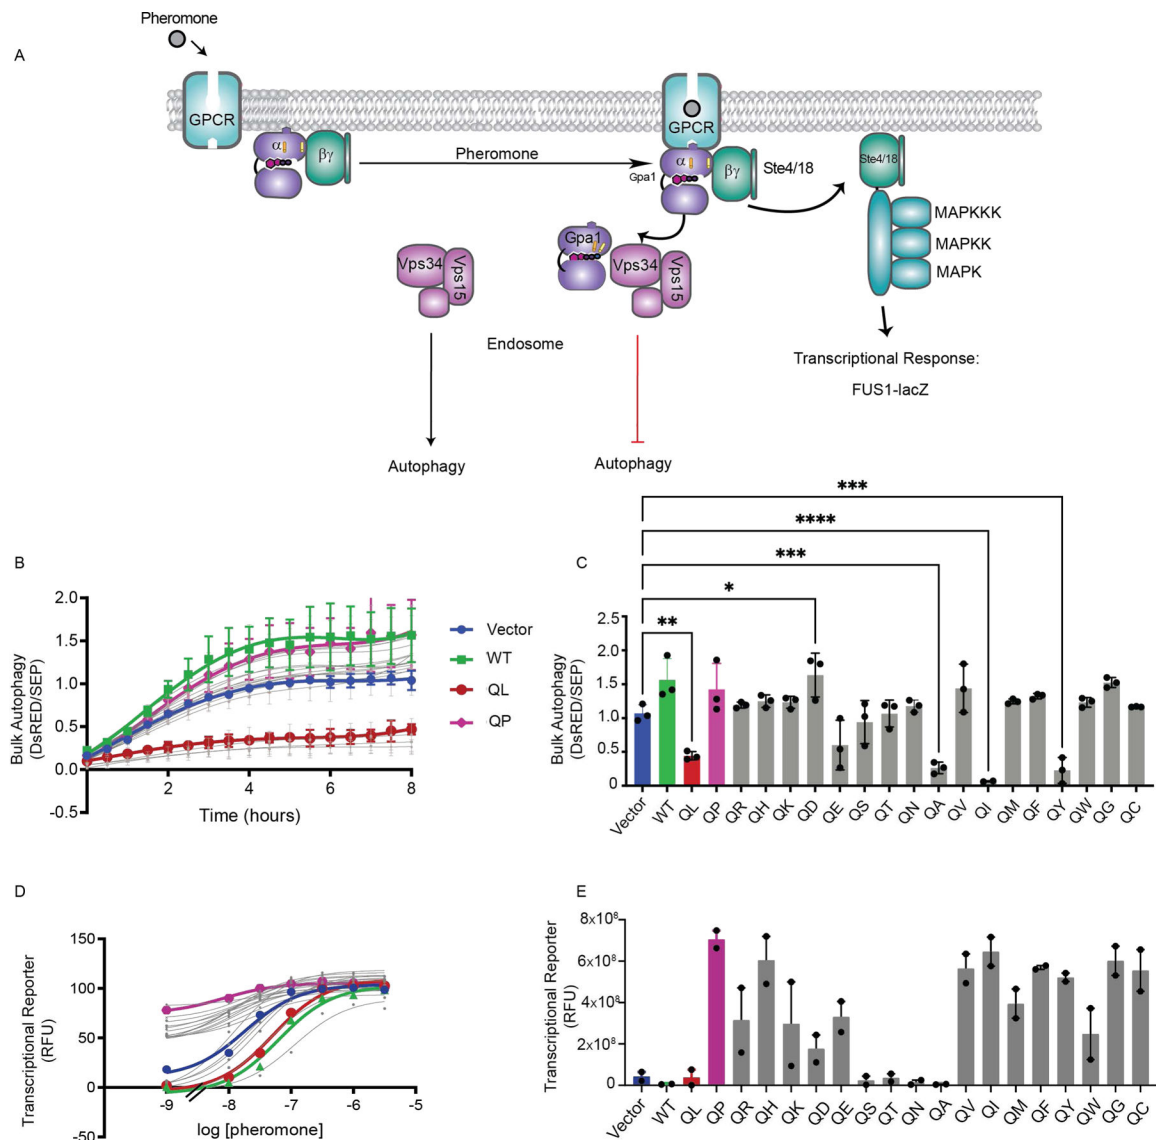 A
Pheromone
GPCR
α
βγ
Pheromone
GPCR
α
Gpa1
βγ
Ste4/18
Ste4/18
MAPKKK
MAPKK
MAPK
Gpa1
Vps34
Vps15
Vps34
Vps15
Endosome
Transcriptional Response:
FUS1-lacZ
Autophagy
Autophagy
B
Bulk Autophagy
(DsRED/SEP)
2.0
1.5
1.0
0.5
0.0
-0.5
2
4
6
8
Time (hours)
Vector
WT
QL
QP
C
Bulk Autophagy
(DsRED/SEP)
2.5
2.0
1.5
1.0
0.5
0
**
*
***
****
***
Vector
WT
QL
QP
QR
QH
QK
QD
QE
QS
QT
QN
QA
QV
QI
QM
QF
QY
QW
QG
QC
D
Transcriptional Reporter
(RFU)
150
100
50
0
-50
-9
-8
-7
-6
-5
log [pheromone]
E
Transcriptional Reporter
(RFU)
8x10⁸
6x10⁸
4x10⁸
2x10⁸
0
Vector
WT
QL
QP
QR
QH
QK
QD
QE
QS
QT
QN
QA
QV
QI
QM
QF
QY
QW
QG
QC